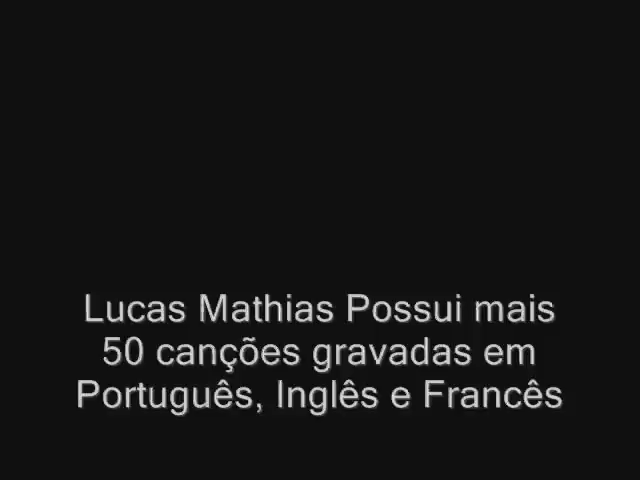 Lucas Mathias Possui mais
50 canções gravadas em
Português, Inglês e Francês